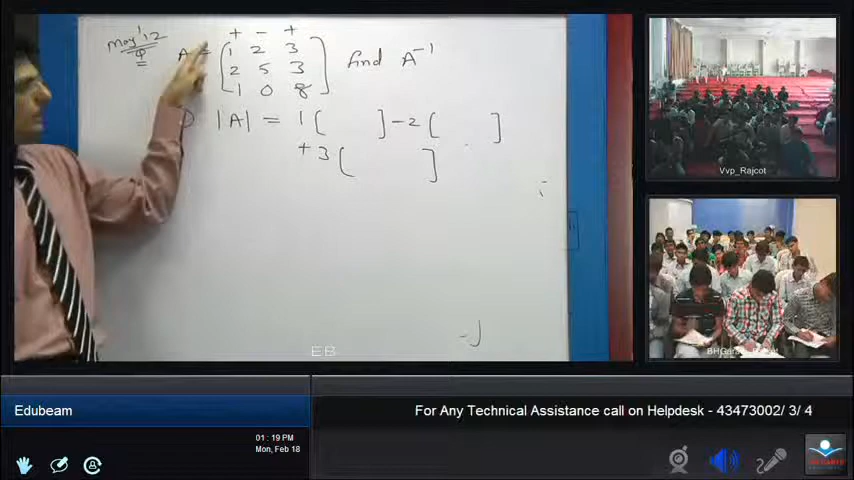 May'12
+ - +
A = [1 2 3
2 5 3
1 0 8] find A⁻¹
|A| = 1[ ] -2[ ]
+3[ ]
EB
Vvp_Rajcot
Edubeam
For Any Technical Assistance call on Helpdesk - 43473002/ 3/ 4
01 : 19 PM
Mon, Feb 18